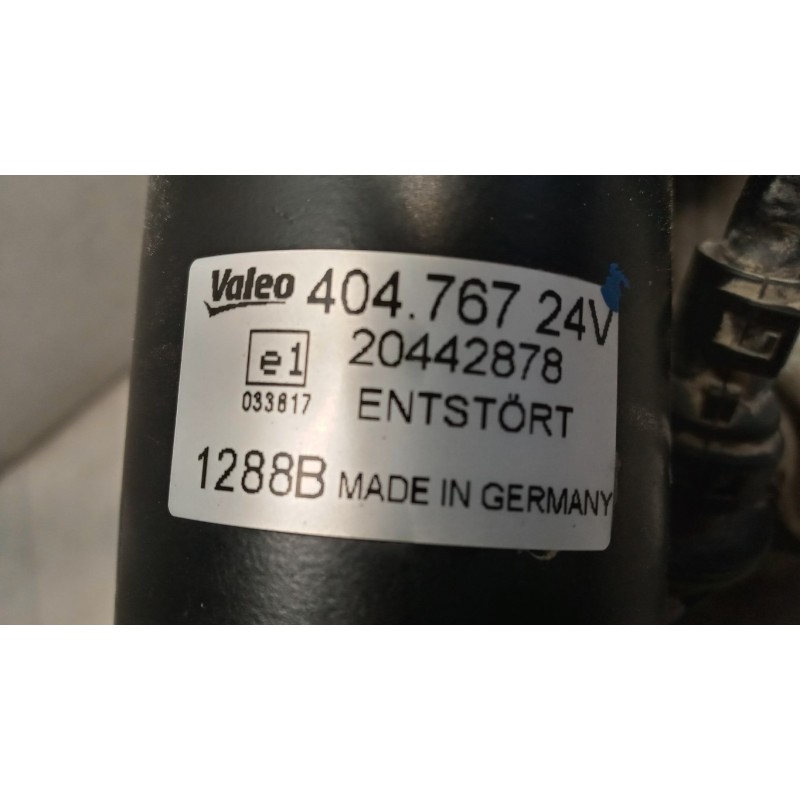 Valeo 404.767 24V
e1 20442878
033817 ENTSTÖRT
1288B MADE IN GERMANY